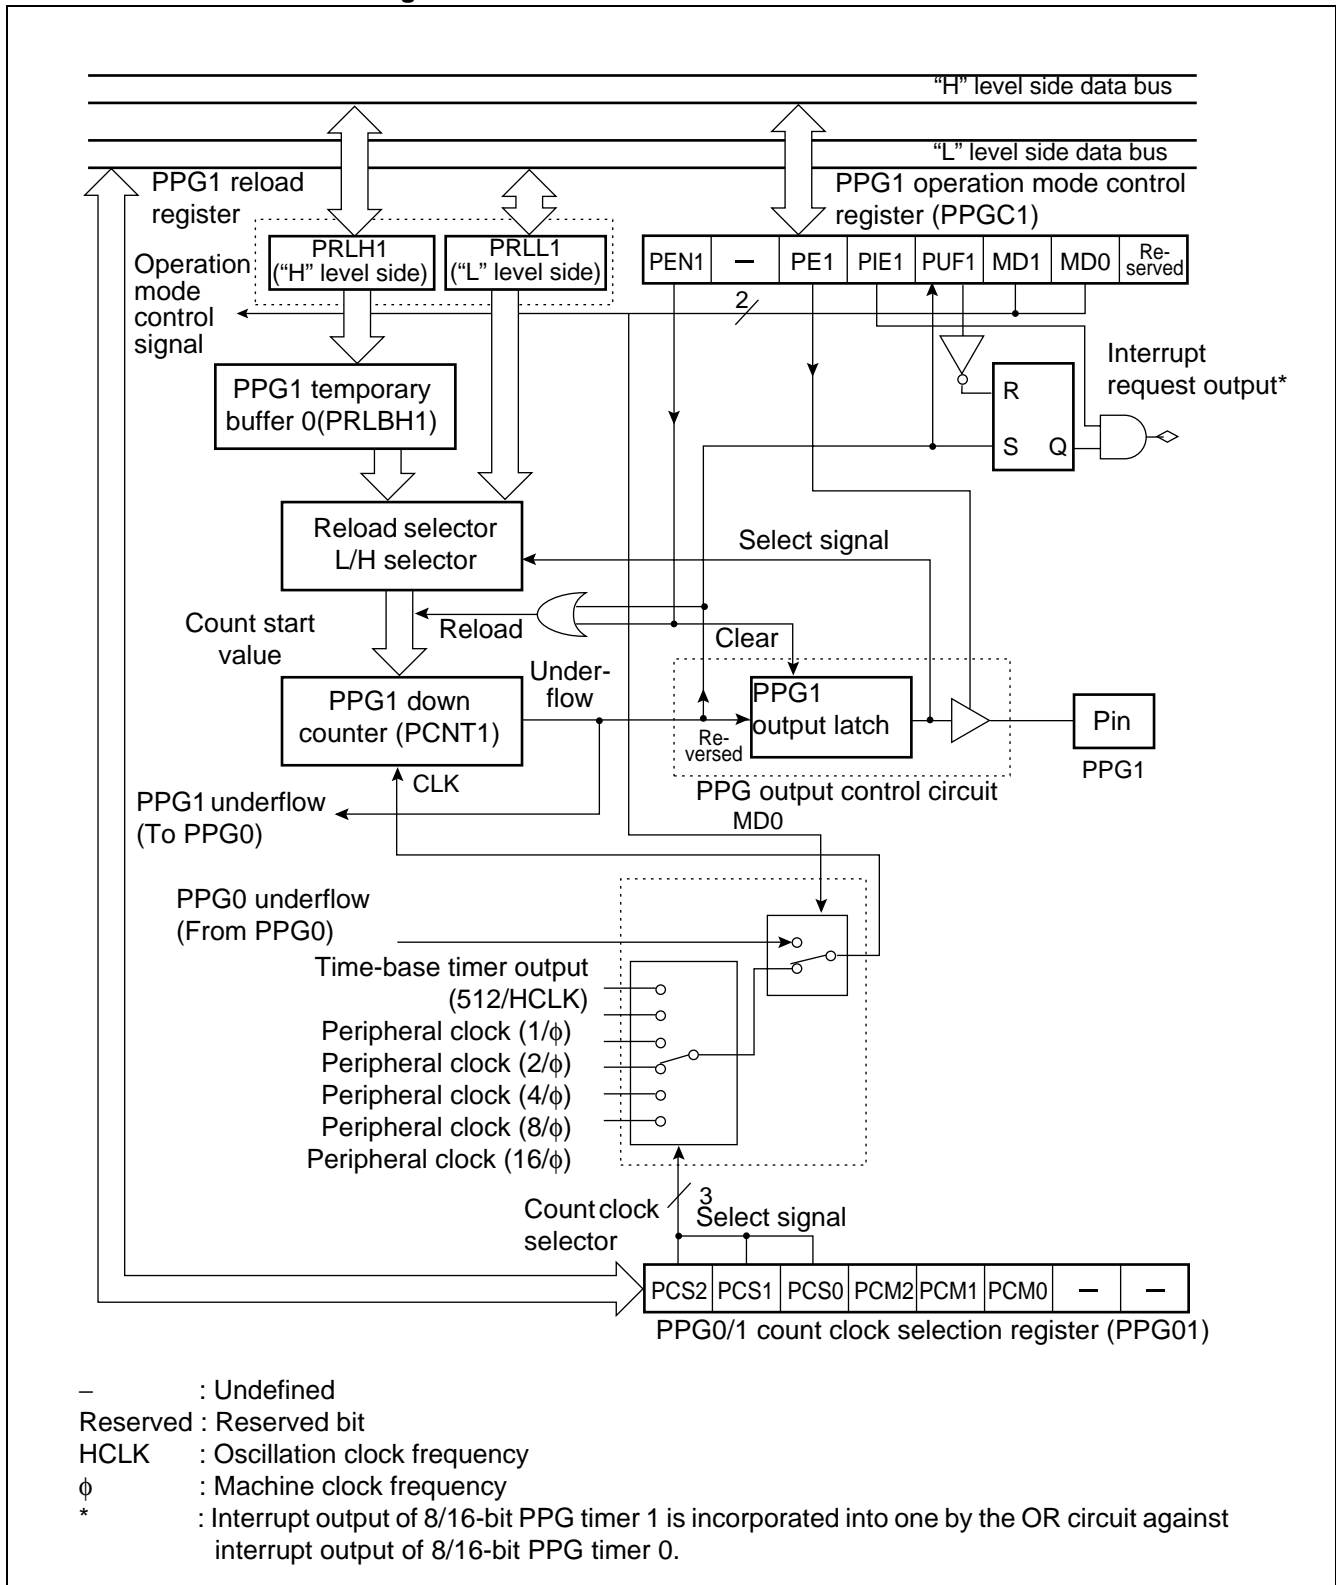 “H” level side data bus
“L” level side data bus
PPG1 reload
register
PPG1 operation mode control
register (PPGC1)
PRLH1
(“H” level side)
PRLL1
(“L” level side)
PEN1 – PE1 PIE1 PUF1 MD1 MD0 Re-
served
Operation
mode
control
signal
2
Interrupt
request output*
PPG1 temporary
buffer 0(PRLBH1)
R
S Q
Reload selector
L/H selector
Select signal
Count start
value
Reload
Clear
Under-
flow
PPG1 down
counter (PCNT1)
PPG1
output latch
Re-
versed
Pin
PPG1
CLK
PPG output control circuit
PPG1 underflow
(To PPG0)
MD0
PPG0 underflow
(From PPG0)
Time-base timer output
(512/HCLK)
Peripheral clock (1/ϕ)
Peripheral clock (2/ϕ)
Peripheral clock (4/ϕ)
Peripheral clock (8/ϕ)
Peripheral clock (16/ϕ)
3
Count clock
selector
Select signal
PCS2 PCS1 PCS0 PCM2 PCM1 PCM0 – –
PPG0/1 count clock selection register (PPG01)
– : Undefined
Reserved : Reserved bit
HCLK : Oscillation clock frequency
ϕ : Machine clock frequency
* : Interrupt output of 8/16-bit PPG timer 1 is incorporated into one by the OR circuit against
interrupt output of 8/16-bit PPG timer 0.